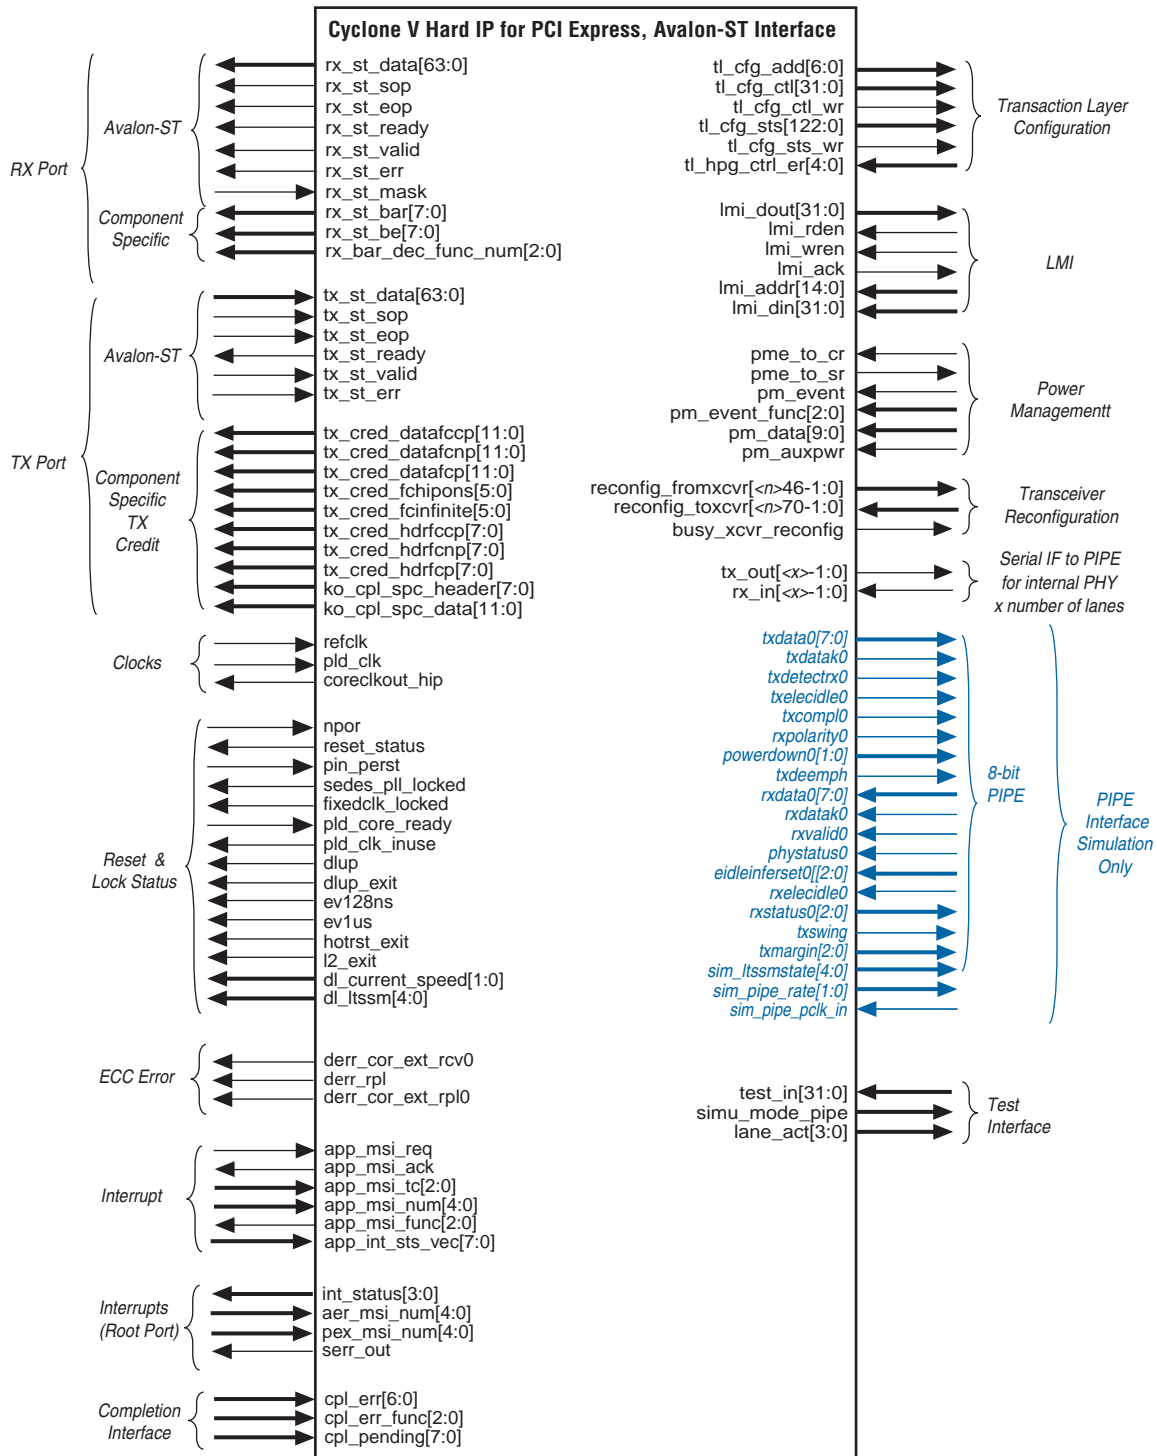 Cyclone V Hard IP for PCI Express, Avalon-ST Interface
RX Port
Avalon-ST
rx_st_data[63:0]
rx_st_sop
rx_st_eop
rx_st_ready
rx_st_valid
rx_st_err
rx_st_mask
Component
Specific
rx_st_bar[7:0]
rx_st_be[7:0]
rx_bar_dec_func_num[2:0]
TX Port
Avalon-ST
tx_st_data[63:0]
tx_st_sop
tx_st_eop
tx_st_ready
tx_st_valid
tx_st_err
Component
Specific
TX
Credit
tx_cred_datafccp[11:0]
tx_cred_datafcnp[11:0]
tx_cred_datafcp[11:0]
tx_cred_fchipons[5:0]
tx_cred_fcinfinite[5:0]
tx_cred_hdrfccp[7:0]
tx_cred_hdrfcnp[7:0]
tx_cred_hdrfcp[7:0]
ko_cpl_spc_header[7:0]
ko_cpl_spc_data[11:0]
Clocks
refclk
pld_clk
coreclkout_hip
Reset &
Lock Status
npor
reset_status
pin_perst
sedes_pll_locked
fixedclk_locked
pld_core_ready
pld_clk_inuse
dlup
dlup_exit
ev128ns
ev1us
hotrst_exit
l2_exit
dl_current_speed[1:0]
dl_ltssm[4:0]
ECC Error
derr_cor_ext_rcv0
derr_rpl
derr_cor_ext_rpl0
Interrupt
app_msi_req
app_msi_ack
app_msi_tc[2:0]
app_msi_num[4:0]
app_msi_func[2:0]
app_int_sts_vec[7:0]
Interrupts
(Root Port)
int_status[3:0]
aer_msi_num[4:0]
pex_msi_num[4:0]
serr_out
Completion
Interface
cpl_err[6:0]
cpl_err_func[2:0]
cpl_pending[7:0]
tl_cfg_add[6:0]
tl_cfg_ctl[31:0]
tl_cfg_ctl_wr
tl_cfg_sts[122:0]
tl_cfg_sts_wr
tl_hpg_ctrl_er[4:0]
Transaction Layer
Configuration
lmi_dout[31:0]
lmi_rden
lmi_wren
lmi_ack
lmi_addr[14:0]
lmi_din[31:0]
LMI
pme_to_cr
pme_to_sr
pm_event
pm_event_func[2:0]
pm_data[9:0]
pm_auxpwr
Power
Managementt
reconfig_fromxcvr[<n>46-1:0]
reconfig_toxcvr[<n>70-1:0]
busy_xcvr_reconfig
Transceiver
Reconfiguration
tx_out[<x>-1:0]
rx_in[<x>-1:0]
Serial IF to PIPE
for internal PHY
x number of lanes
txdata0[7:0]
txdatak0
txdetectrx0
txelecidle0
txcompl0
rxpolarity0
powerdown0[1:0]
txdeemph
rxdata0[7:0]
rxdatak0
rxvalid0
phystatus0
eidleinferset0[[2:0]
rxelecidle0
rxstatus0[2:0]
txswing
txmargin[2:0]
sim_ltssmstate[4:0]
sim_pipe_rate[1:0]
sim_pipe_pclk_in
8-bit
PIPE
PIPE
Interface
Simulation
Only
test_in[31:0]
simu_mode_pipe
lane_act[3:0]
Test
Interface